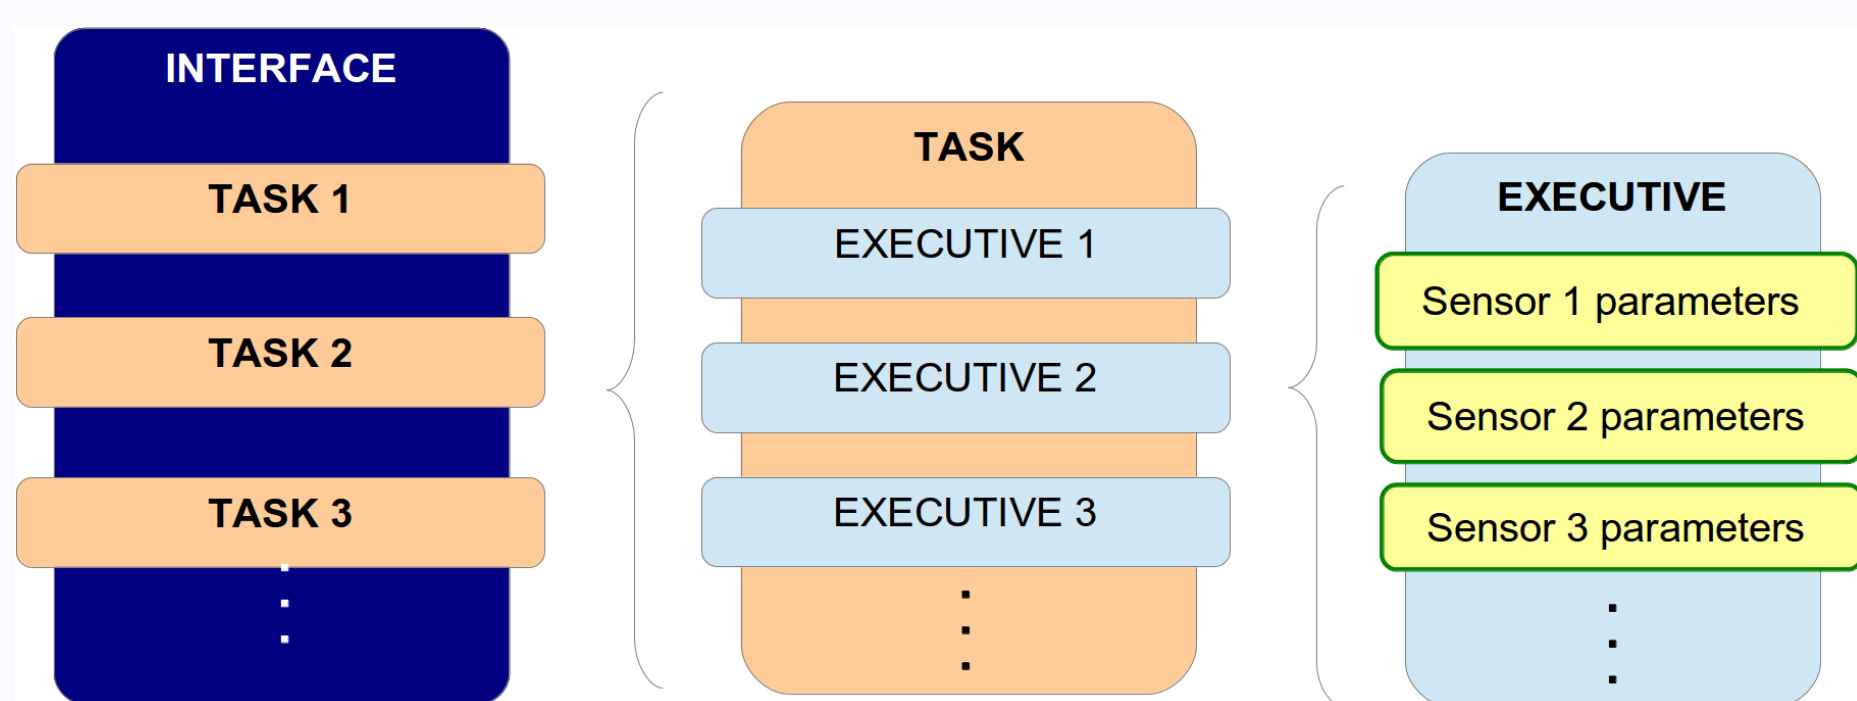 INTERFACE
TASK 1
TASK 2
TASK 3
TASK
EXECUTIVE 1
EXECUTIVE 2
EXECUTIVE 3
EXECUTIVE
Sensor 1 parameters
Sensor 2 parameters
Sensor 3 parameters